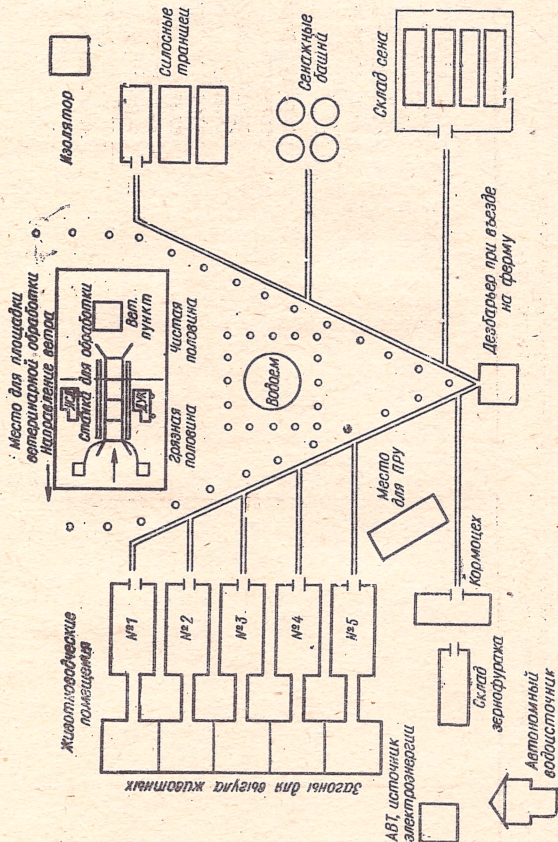 Изолятор
Силосные
траншеи
Сенажные
башни
Склад сена
Место для площадки
ветеринарной обработки
Направление ветра
станка для обработки
Вет.
пункт
Чистая
половина
Грязная
половина
Водоем
Дезбарьер при въезде
на ферму
Место
для ПРУ
Животноводческие
помещения
№1
№2
№3
№4
№5
Загоны для выгула животных
Кормоцех
Склад
зернофуража
АВТ, источник
электроэнергии
Автономный
водоисточник